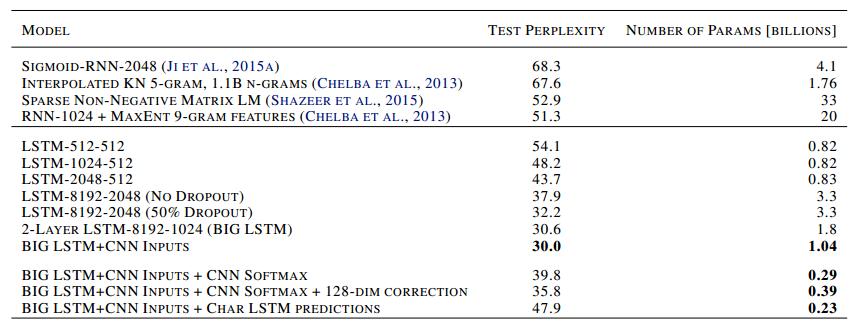 MODEL TEST PERPLEXITY NUMBER OF PARAMS [BILLIONS]
SIGMOID-RNN-2048 (JI ET AL., 2015A) 68.3 4.1
INTERPOLATED KN 5-GRAM, 1.1B N-GRAMS (CHELBA ET AL., 2013) 67.6 1.76
SPARSE NON-NEGATIVE MATRIX LM (SHAZEER ET AL., 2015) 52.9 33
RNN-1024 + MAXENT 9-GRAM FEATURES (CHELBA ET AL., 2013) 51.3 20
LSTM-512-512 54.1 0.82
LSTM-1024-512 48.2 0.82
LSTM-2048-512 43.7 0.83
LSTM-8192-2048 (NO DROPOUT) 37.9 3.3
LSTM-8192-2048 (50% DROPOUT) 32.2 3.3
2-LAYER LSTM-8192-1024 (BIG LSTM) 30.6 1.8
BIG LSTM+CNN INPUTS 30.0 1.04
BIG LSTM+CNN INPUTS + CNN SOFTMAX 39.8 0.29
BIG LSTM+CNN INPUTS + CNN SOFTMAX + 128-DIM CORRECTION 35.8 0.39
BIG LSTM+CNN INPUTS + CHAR LSTM PREDICTIONS 47.9 0.23